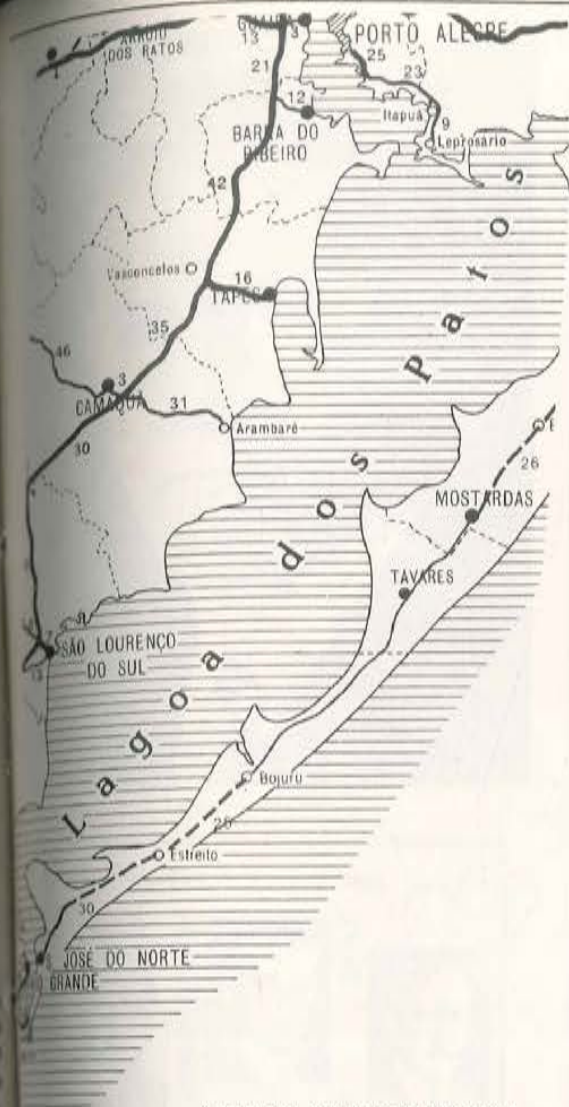 GUAIBA
3
13
PORTO ALEGRE
ARROIO
DOS RATOS
21
25
23
12
Itapuã
9
Leprosário
BARRA DO
RIBEIRO
42
Vasconcelos
16
TAPES
35
46
3
CAMAQUÃ
31
Arambaré
30
26
MOSTARDAS
TAVARES
SÃO LOURENÇO
DO SUL
Lagoa dos Patos
Bojuru
Estreito
30
JOSÉ DO NORTE
GRANDE